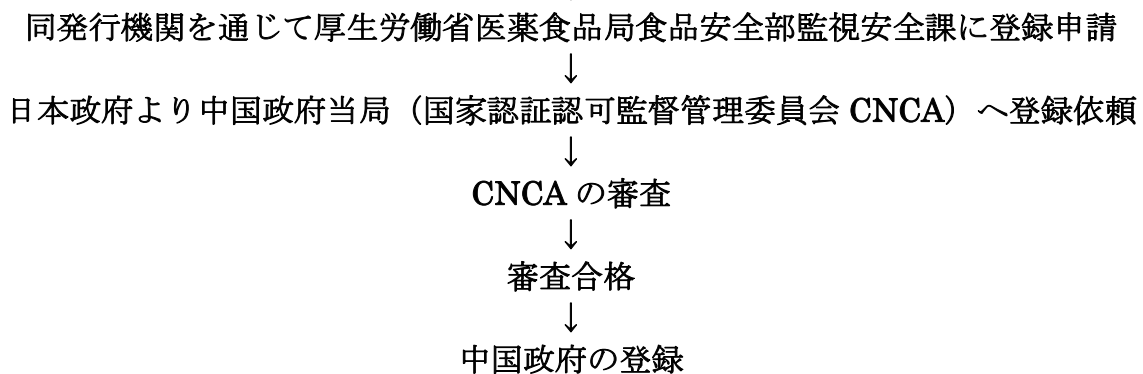 同発行機関を通じて厚生労働省医薬食品局食品安全部監視安全課に登録申請
↓
日本政府より中国政府当局（国家認証認可監督管理委員会 CNCA）へ登録依頼
↓
CNCA の審査
↓
審査合格
↓
中国政府の登録